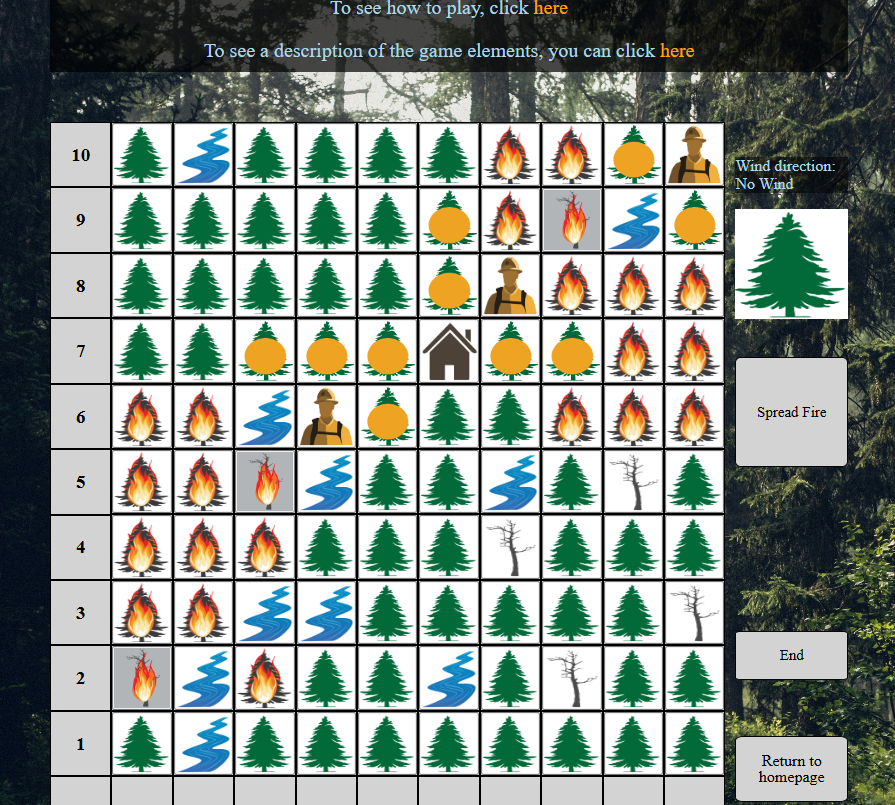 To see how to play, click here
To see a description of the game elements, you can click here
10
Wind direction:
No Wind
9
8
7
6
Spread Fire
5
4
3
End
2
1
Return to
homepage